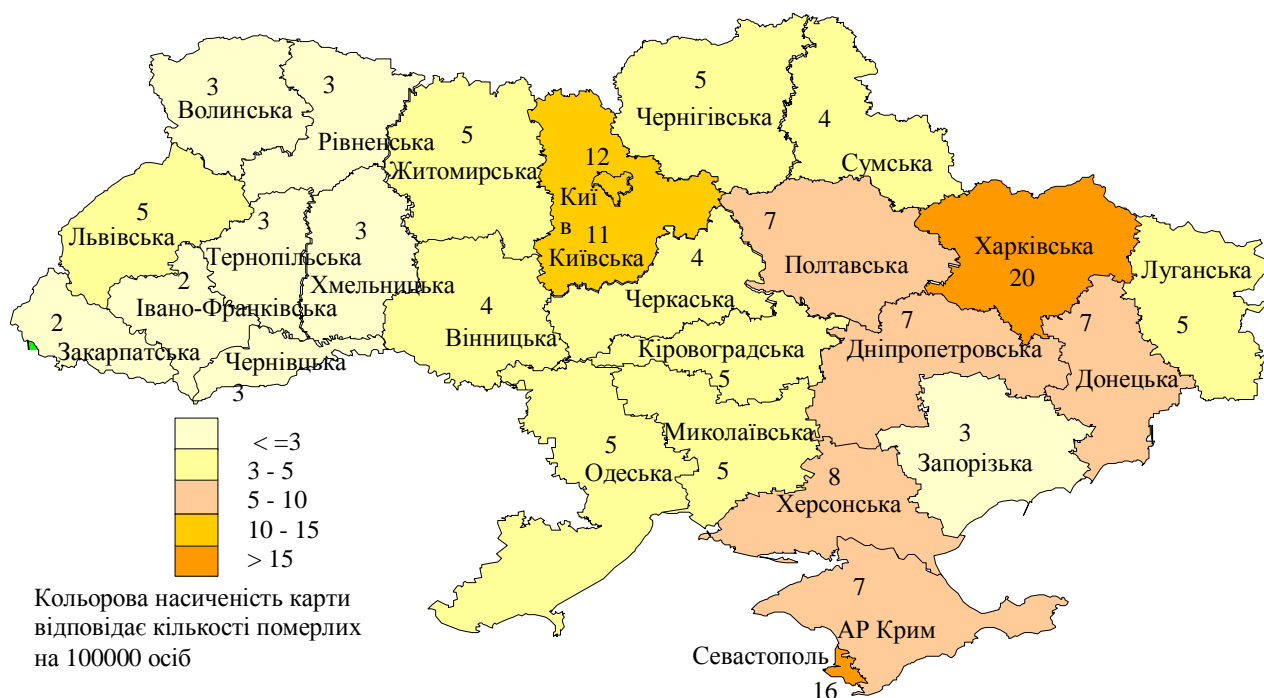 3
Волинська
3
Рівненська
5
Житомирська
12
Киї
в
11
Київська
5
Чернігівська
4
Сумська
5
Львівська
3
Тернопільська
3
Хмельницька
2
Івано-Франківська
2
Закарпатська
Чернівцька
3
4
Вінницька
4
Черкаська
7
Полтавська
Харківська
20
Луганська
5
Кіровоградська
5
7
Дніпропетровська
7
Донецька
5
Одеська
Миколаївська
5
3
Запорізька
8
Херсонська
7
АР Крим
Севастополь
16
< =3
3 - 5
5 - 10
10 - 15
> 15
Кольорова насиченість карти
відповідає кількості померлих
на 100000 осіб